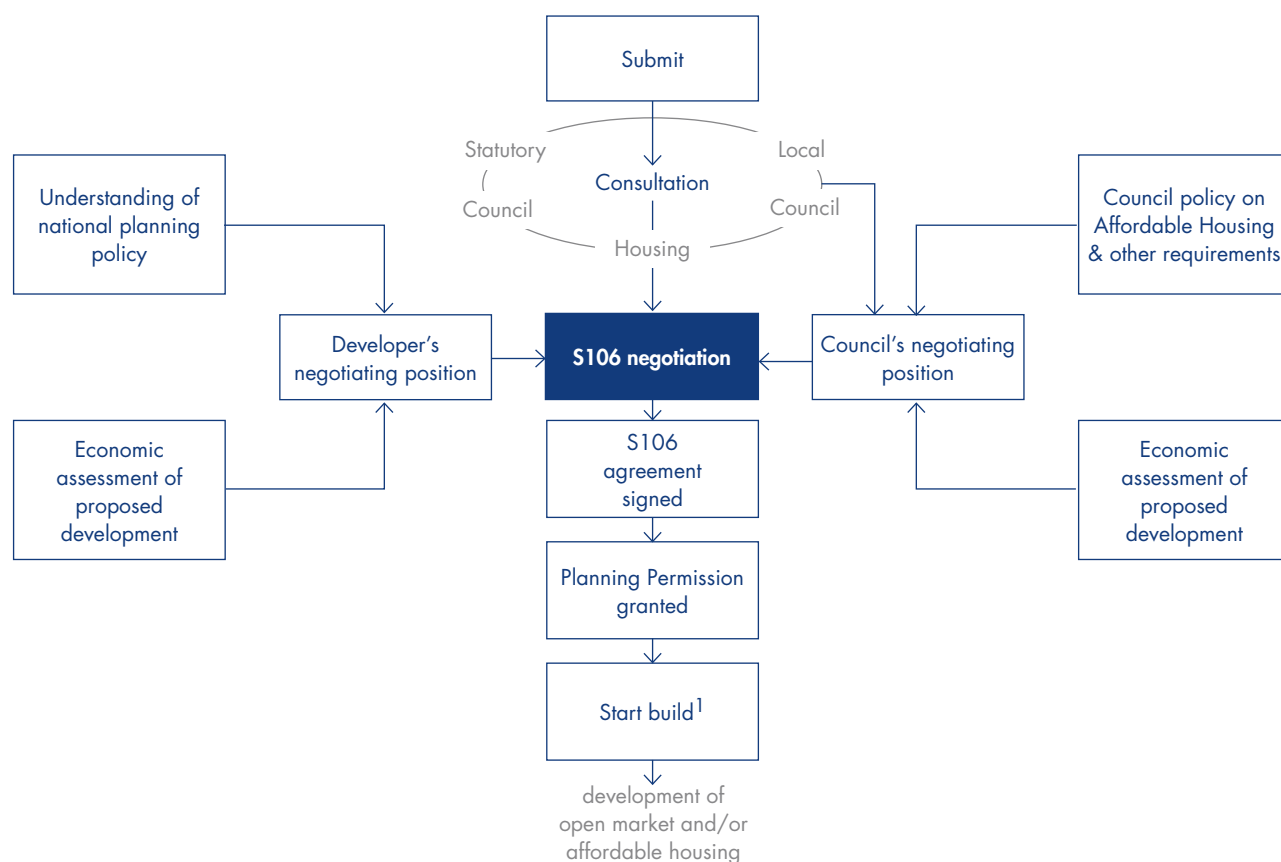 Submit
Statutory
Local
Consultation
Council
Council
Housing
Understanding of
national planning
policy
Council policy on
Affordable Housing
& other requirements
Developer's
negotiating position
S106 negotiation
Council's negotiating
position
Economic
assessment of
proposed
development
S106
agreement
signed
Economic
assessment of
proposed
development
Planning Permission
granted
Start build1
development of
open market and/or
affordable housing